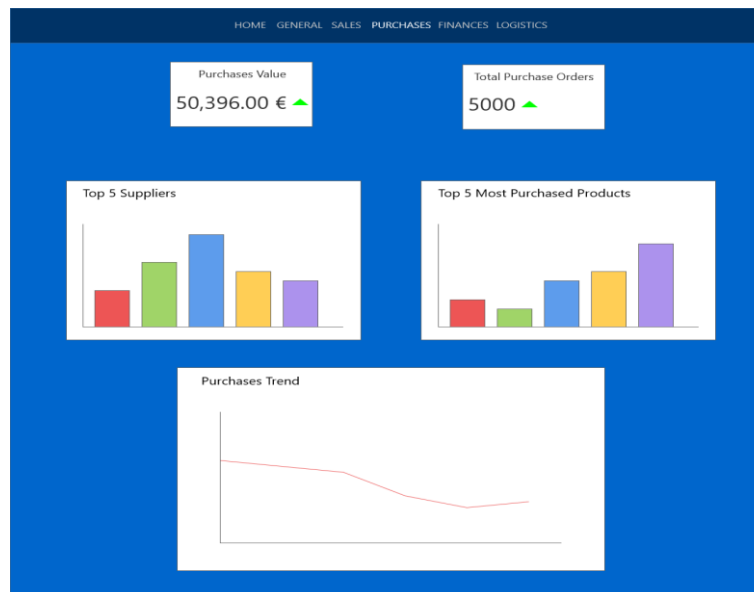 HOME GENERAL SALES PURCHASES FINANCES LOGISTICS
Purchases Value
50,396.00 €
Total Purchase Orders
5000
Top 5 Suppliers
Top 5 Most Purchased Products
Purchases Trend